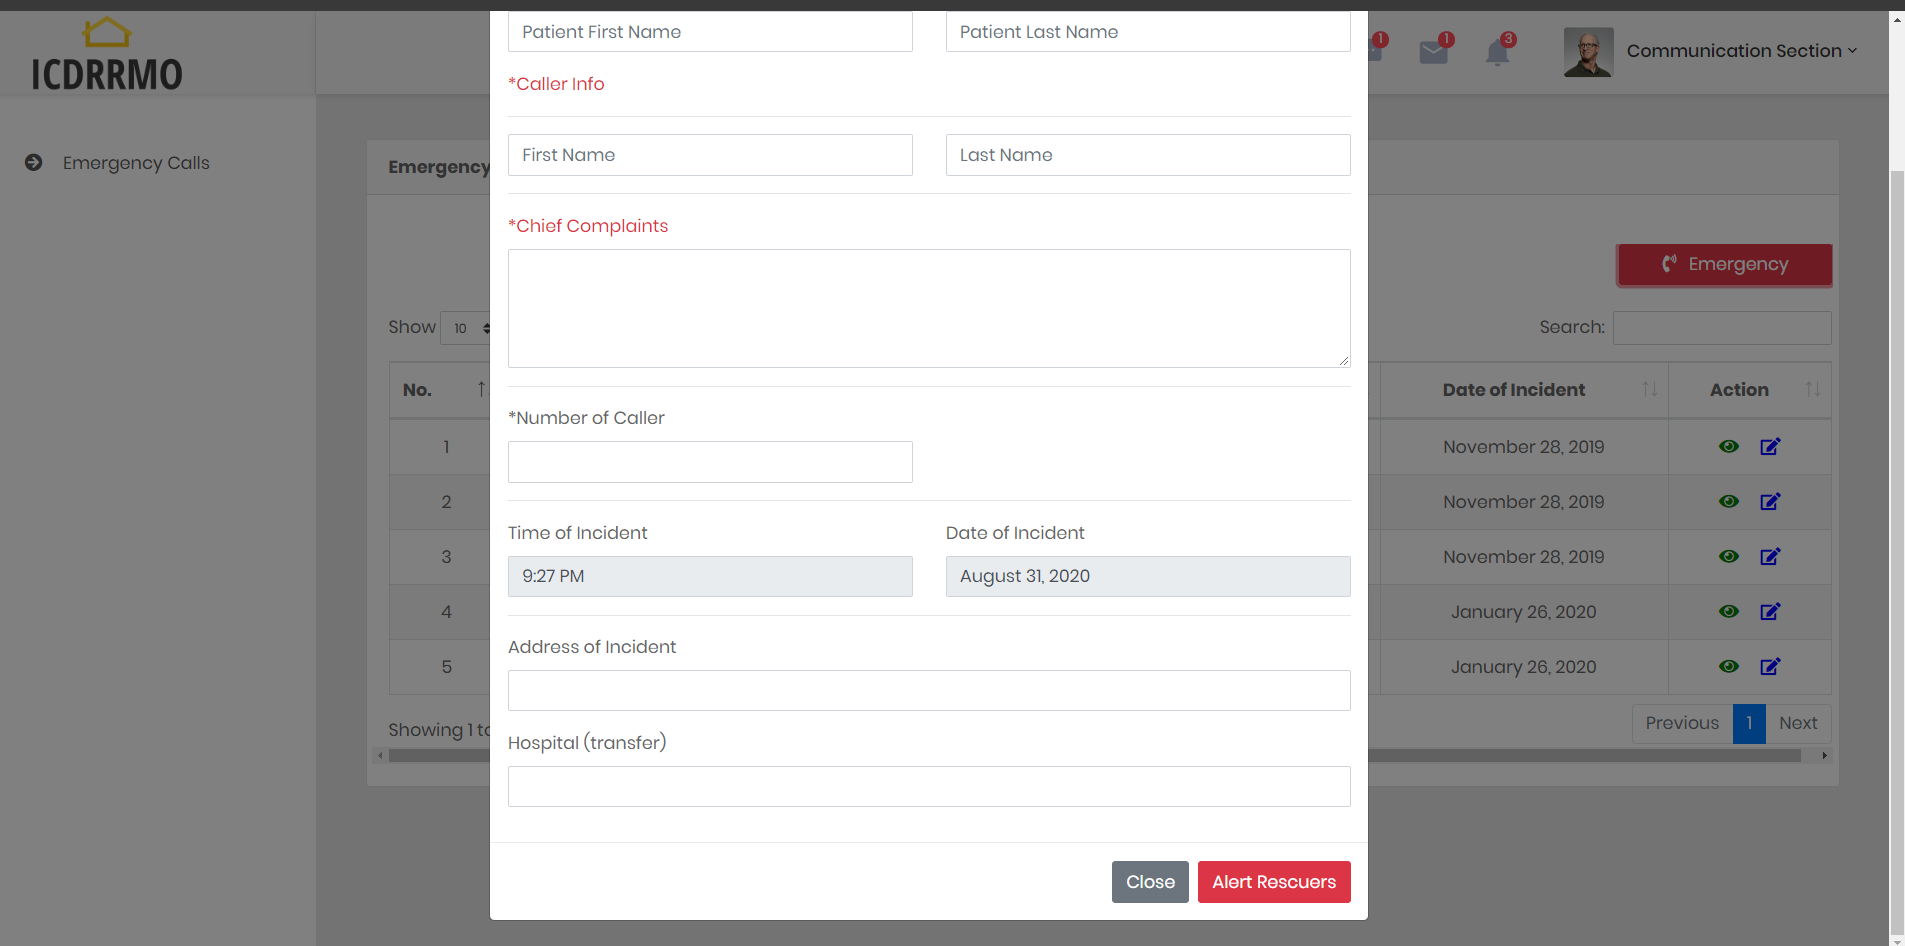 Patient First Name Patient Last Name
ICDRRMO
1 1 3
Communication Section
*Caller Info
First Name Last Name
Emergency Calls
Emergency
*Chief Complaints
Emergency
Show 10
Search:
No. Date of Incident Action
*Number of Caller
1 November 28, 2019
2 November 28, 2019
3 November 28, 2019
4 January 26, 2020
5 January 26, 2020
Time of Incident Date of Incident
9:27 PM August 31, 2020
Address of Incident
Showing 1
Previous 1 Next
Hospital (transfer)
Close Alert Rescuers